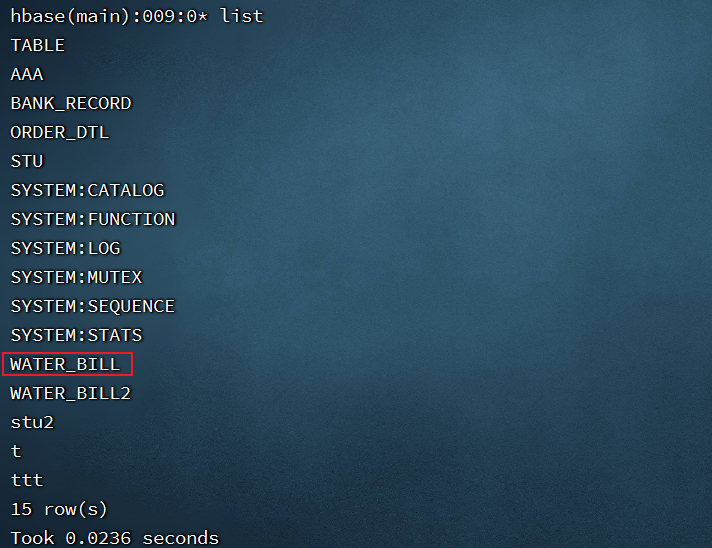 hbase(main):009:0* list
TABLE
AAA
BANK_RECORD
ORDER_DTL
STU
SYSTEM:CATALOG
SYSTEM:FUNCTION
SYSTEM:LOG
SYSTEM:MUTEX
SYSTEM:SEQUENCE
SYSTEM:STATS
WATER_BILL
WATER_BILL2
stu2
t
ttt
15 row(s)
Took 0.0236 seconds